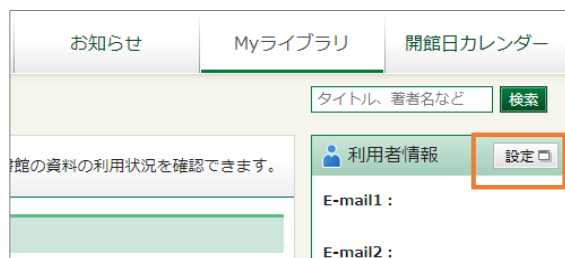 お知らせ
Myライブラリ
開館日カレンダー
タイトル、著者名など
検索
館の資料の利用状況を確認できます。
利用者情報
設定
E-mail1 :
E-mail2 :